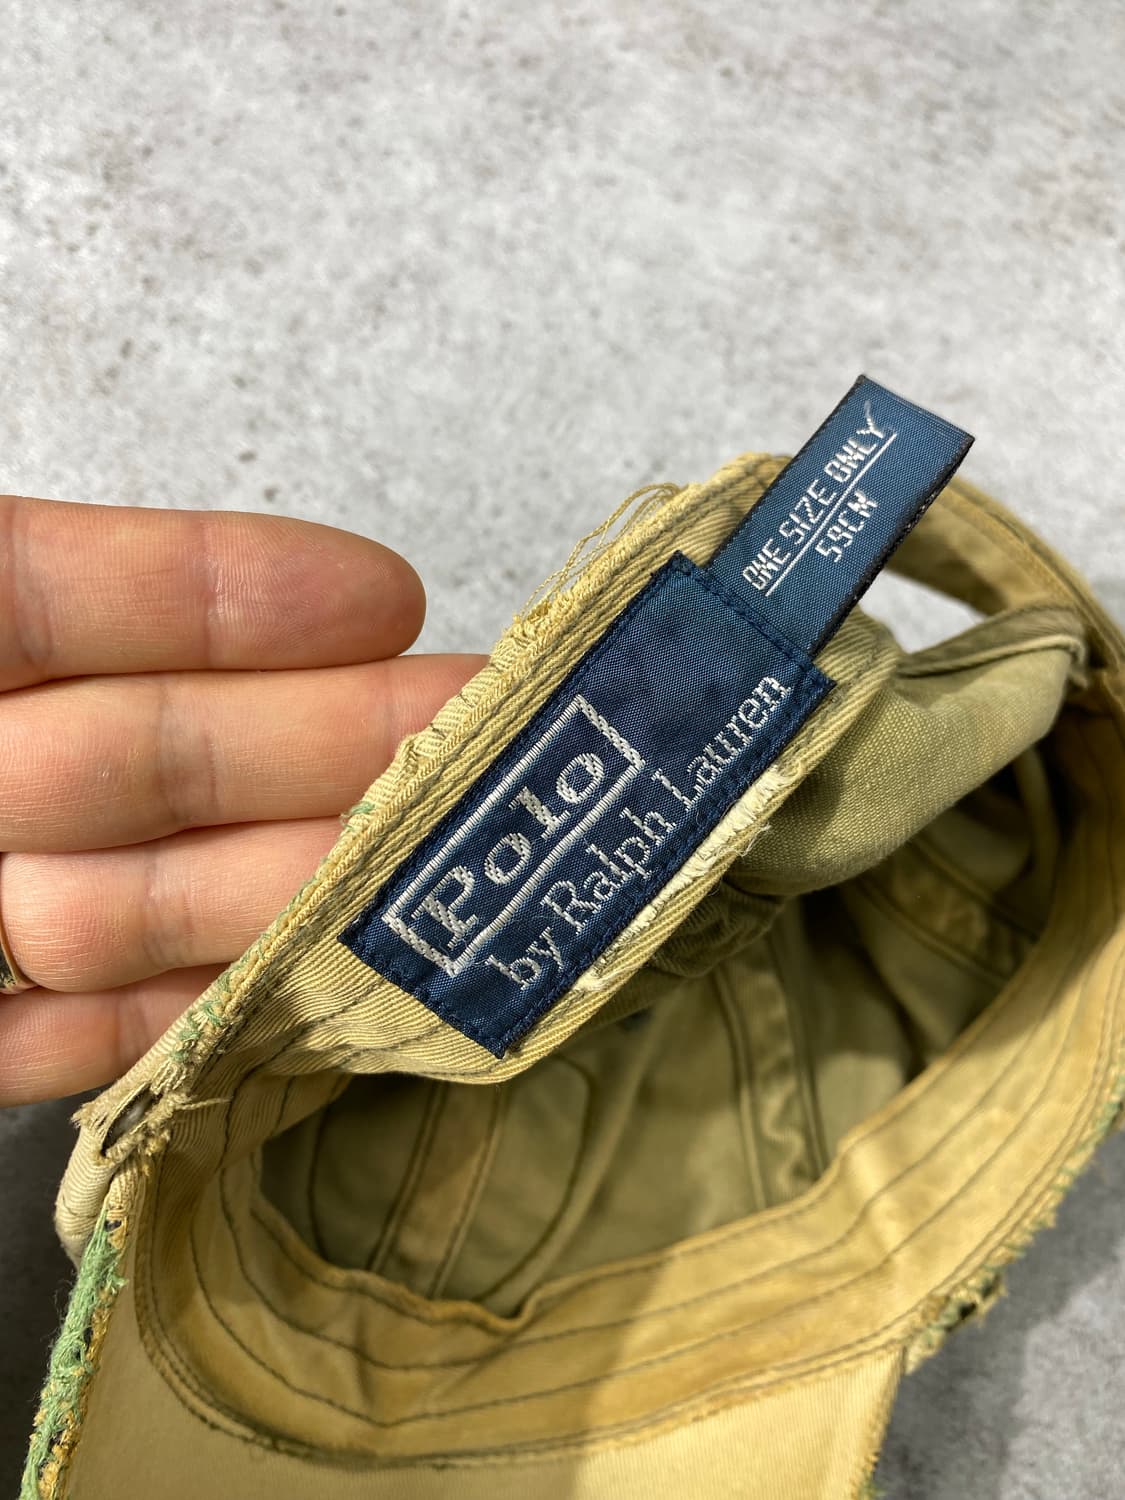 ONE SIZE ONLY
59CM
Polo
by Ralph Lauren